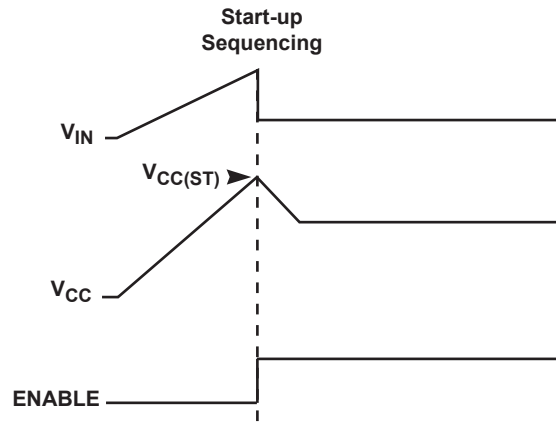 Start-up
Sequencing
VIN
VCC(ST)
VCC
ENABLE